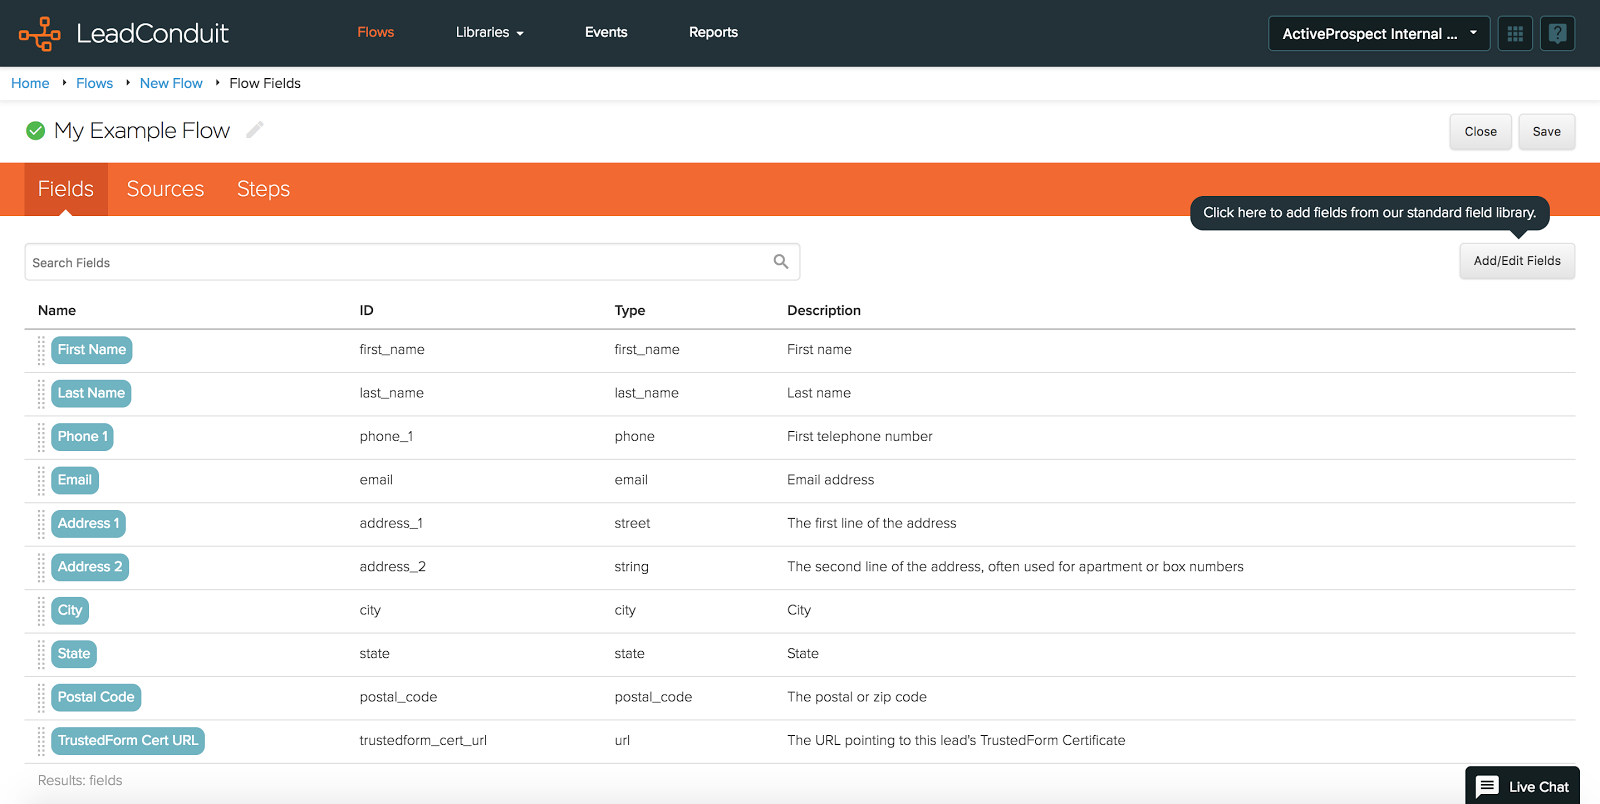 LeadConduit Flows Libraries Events Reports ActiveProspect Internal ... ?
Home Flows New Flow Flow Fields
My Example Flow Close Save
Fields Sources Steps
Click here to add fields from our standard field library.
Search Fields Add/Edit Fields
Name ID Type Description
First Name first_name first_name First name
Last Name last_name last_name Last name
Phone 1 phone_1 phone First telephone number
Email email email Email address
Address 1 address_1 street The first line of the address
Address 2 address_2 string The second line of the address, often used for apartment or box numbers
City city city City
State state state State
Postal Code postal_code postal_code The postal or zip code
TrustedForm Cert URL trustedform_cert_url url The URL pointing to this lead's TrustedForm Certificate
Results: fields
Live Chat